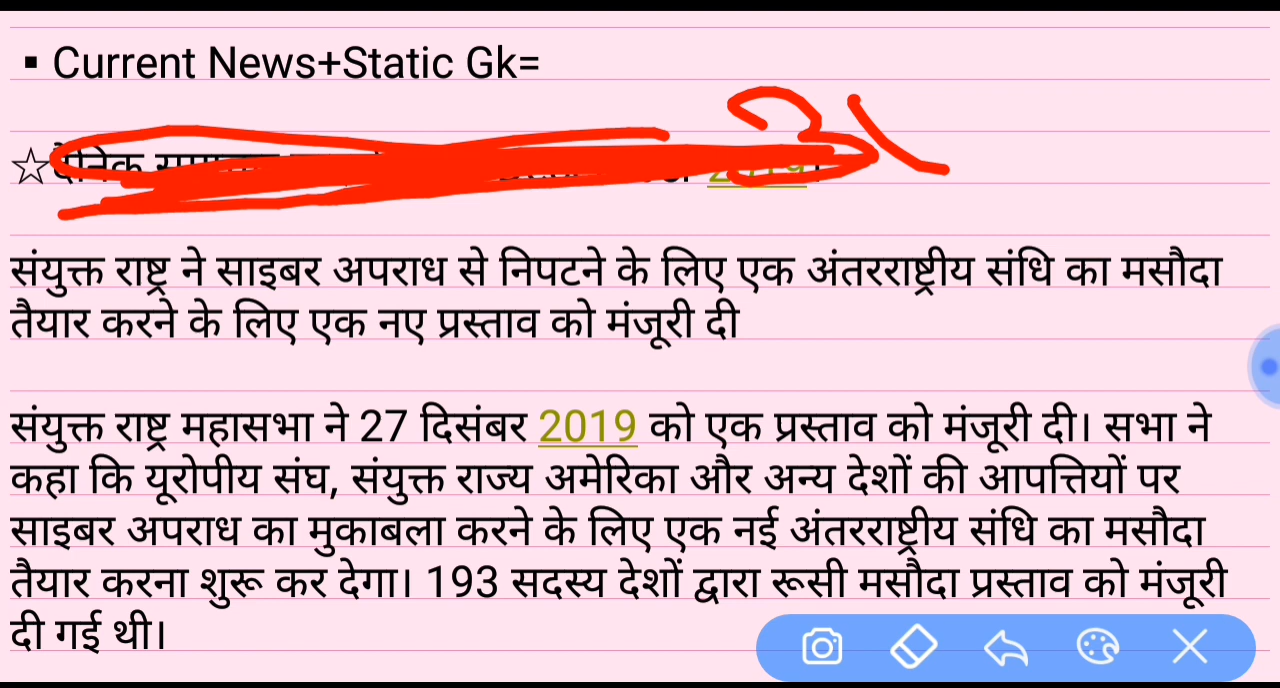 ▪ Current News+Static Gk=
☆दैनिक
संयुक्त राष्ट्र ने साइबर अपराध से निपटने के लिए एक अंतरराष्ट्रीय संधि का मसौदा
तैयार करने के लिए एक नए प्रस्ताव को मंजूरी दी
संयुक्त राष्ट्र महासभा ने 27 दिसंबर 2019 को एक प्रस्ताव को मंजूरी दी। सभा ने
कहा कि यूरोपीय संघ, संयुक्त राज्य अमेरिका और अन्य देशों की आपत्तियों पर
साइबर अपराध का मुकाबला करने के लिए एक नई अंतरराष्ट्रीय संधि का मसौदा
तैयार करना शुरू कर देगा। 193 सदस्य देशों द्वारा रूसी मसौदा प्रस्ताव को मंजूरी
दी गई थी।